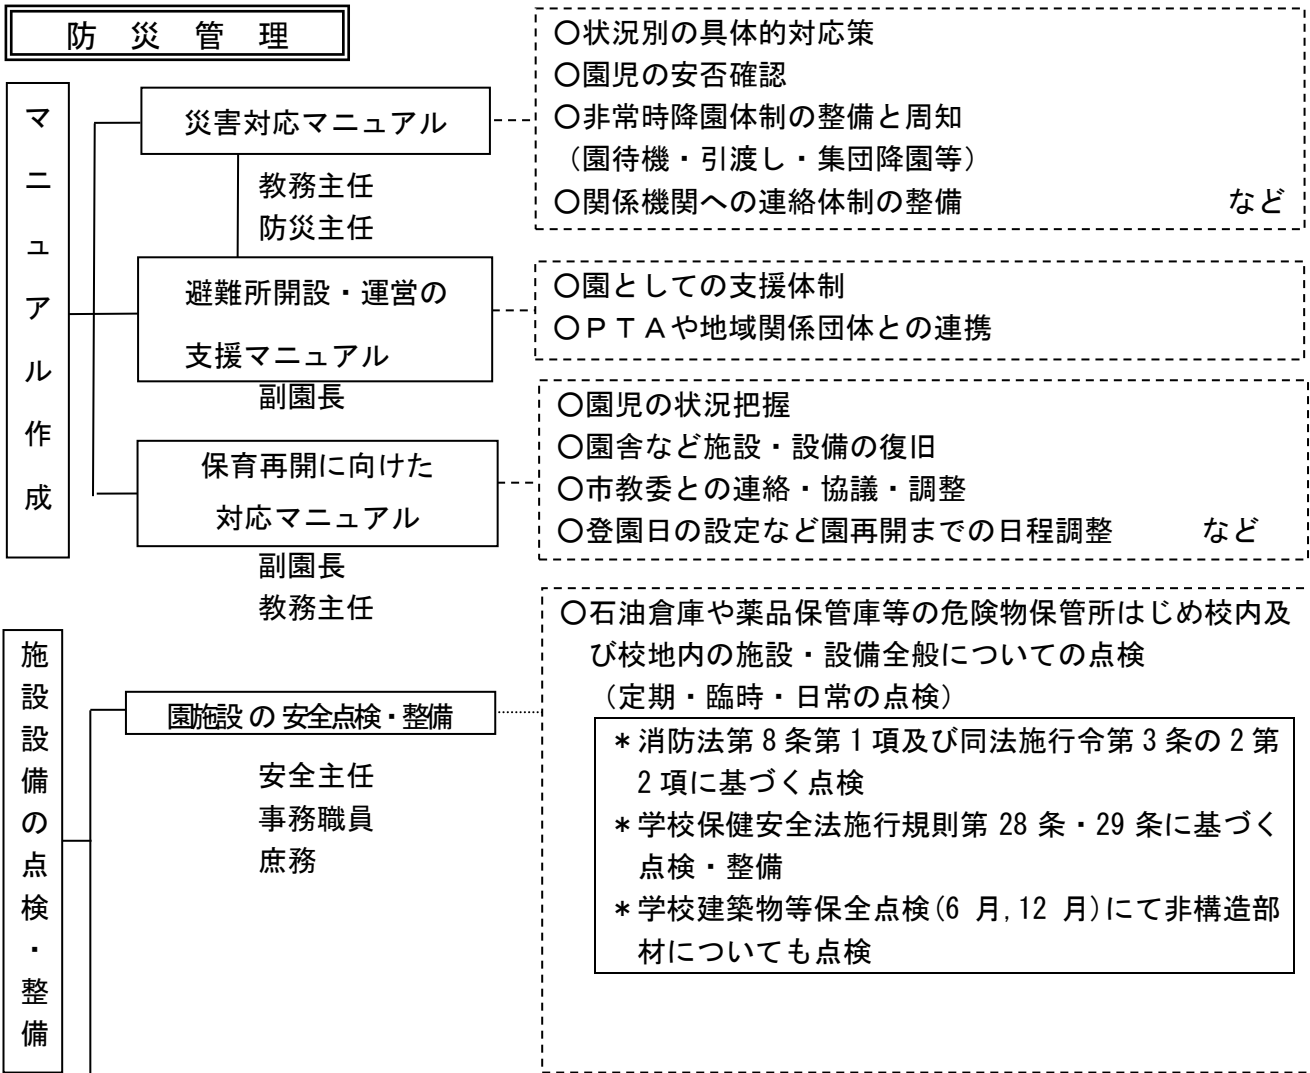 防 災 管 理
マニュアル作成
災害対応マニュアル
教務主任
防災主任
〇状況別の具体的対応策
〇園児の安否確認
〇非常時降園体制の整備と周知
（園待機・引渡し・集団降園等）
〇関係機関への連絡体制の整備 など
避難所開設・運営の
支援マニュアル
副園長
〇園としての支援体制
〇ＰＴＡや地域関係団体との連携
保育再開に向けた
対応マニュアル
副園長
教務主任
〇園児の状況把握
〇園舎など施設・設備の復旧
〇市教委との連絡・協議・調整
〇登園日の設定など園再開までの日程調整 など
施設設備の点検・整備
園施設の安全点検・整備
安全主任
事務職員
庶務
〇石油倉庫や薬品保管庫等の危険物保管所はじめ校内及
び校地内の施設・設備全般についての点検
（定期・臨時・日常の点検）
＊消防法第 8 条第 1 項及び同法施行令第 3 条の 2 第
2 項に基づく点検
＊学校保健安全法施行規則第 28 条・29 条に基づく
点検・整備
＊学校建築物等保全点検(6 月,12 月)にて非構造部
材についても点検